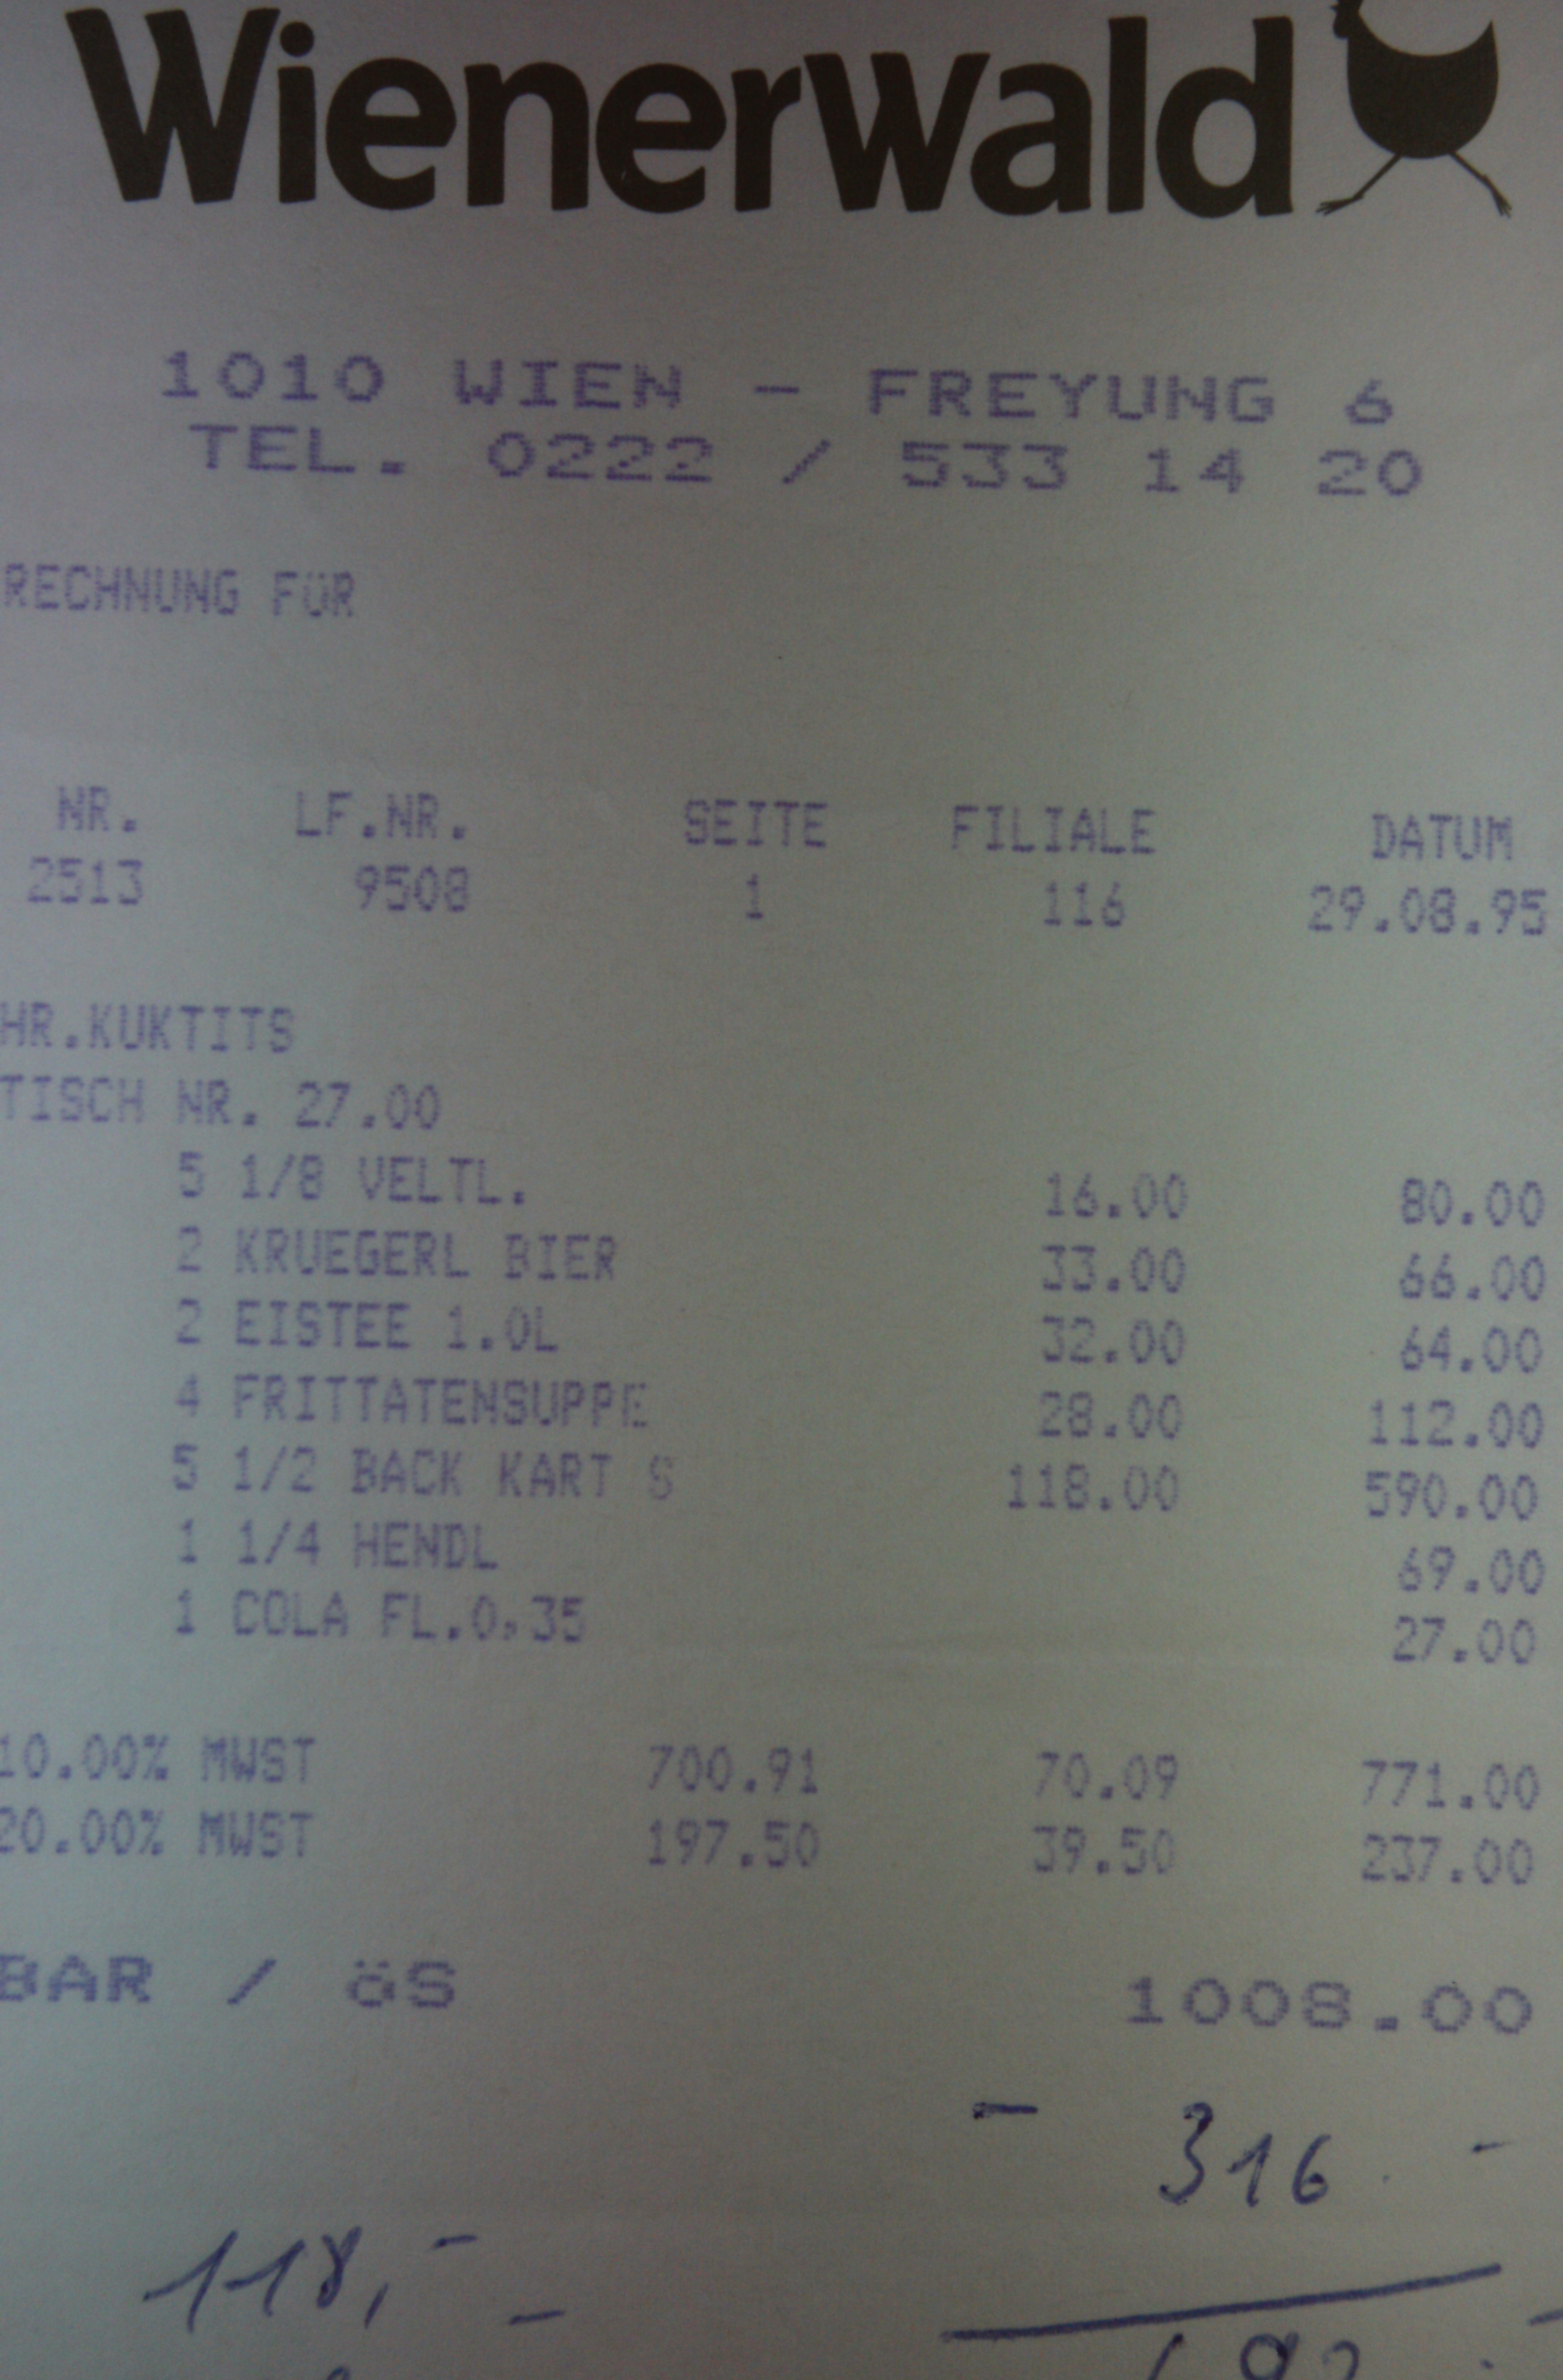 Wienerwald
1010 WIEN - FREYUNG 6
TEL. 0222 / 533 14 20
RECHNUNG FÜR
NR. LF.NR. SEITE FILIALE DATUM
2513 9508 1 116 29.08.95
HR.KUKTITS
TISCH NR. 27.00
5 1/8 VELTL. 16.00 80.00
2 KRUEGERL BIER 33.00 66.00
2 EISTEE 1.0L 32.00 64.00
4 FRITTATENSUPPE 28.00 112.00
5 1/2 BACK KART S 118.00 590.00
1 1/4 HENDL 69.00
1 COLA FL.0,35 27.00
10.00% MWST 700.91 70.09 771.00
20.00% MWST 197.50 39.50 237.00
BAR / öS 1008.00
- 316 -
118,-